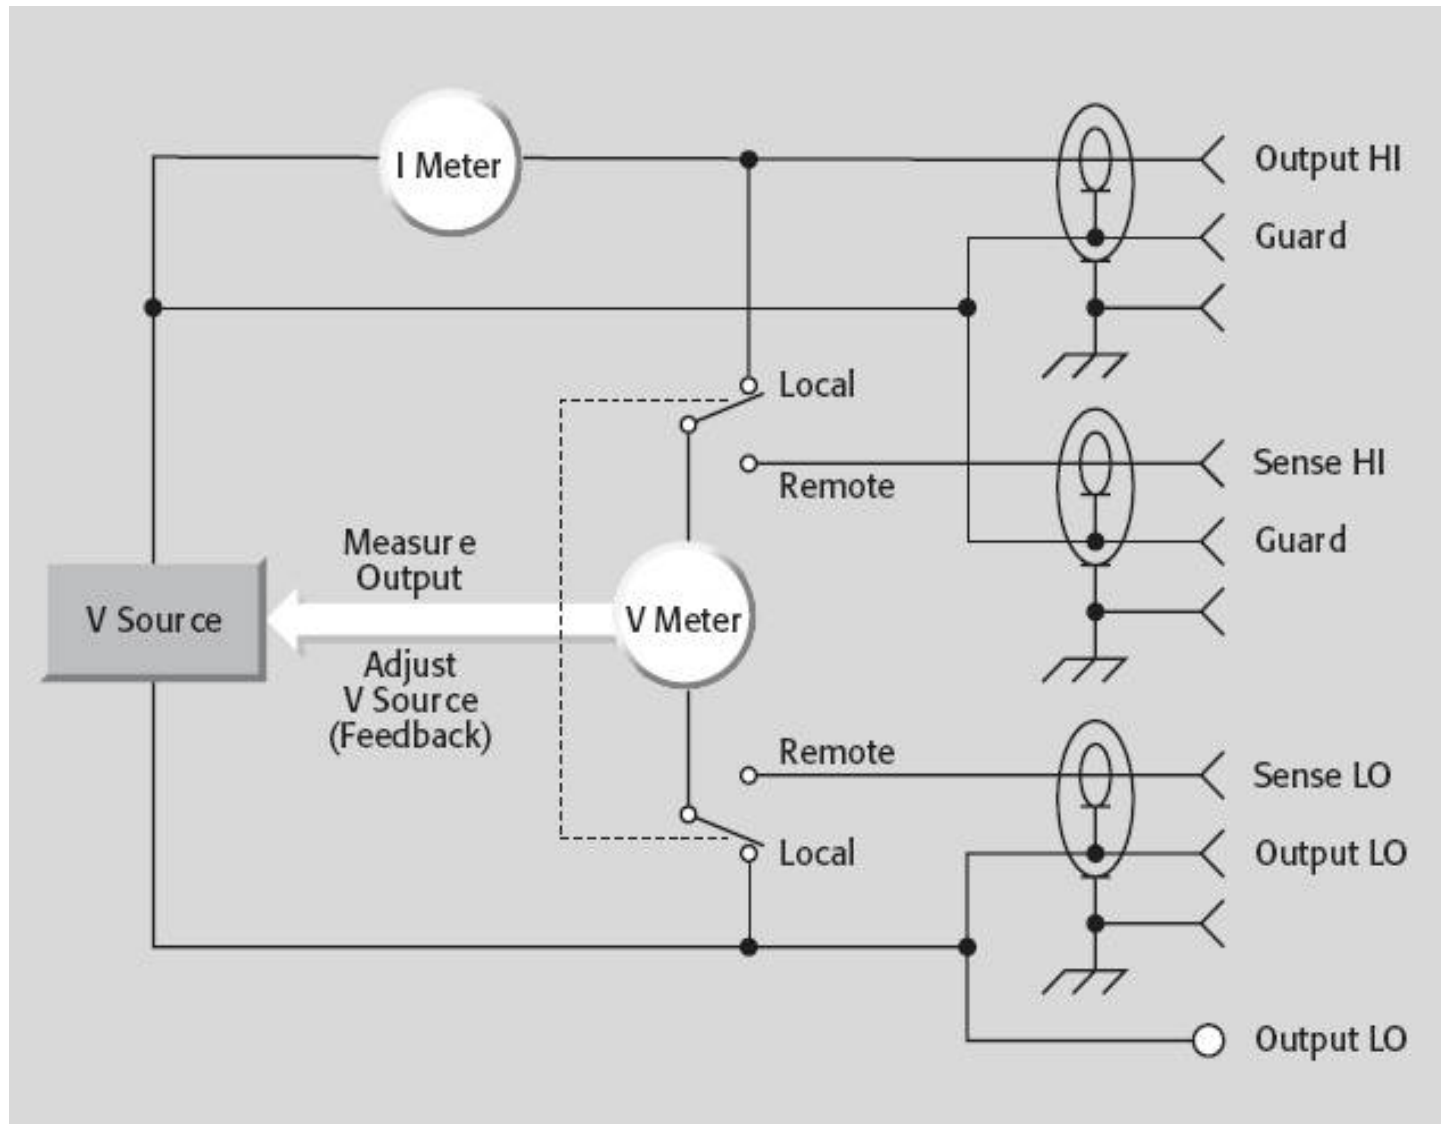 I Meter
Output HI
Guard
Local
Remote
Sense HI
Guard
Measure
Output
V Source
V Meter
Adjust
V Source
(Feedback)
Remote
Sense LO
Local
Output LO
Output LO